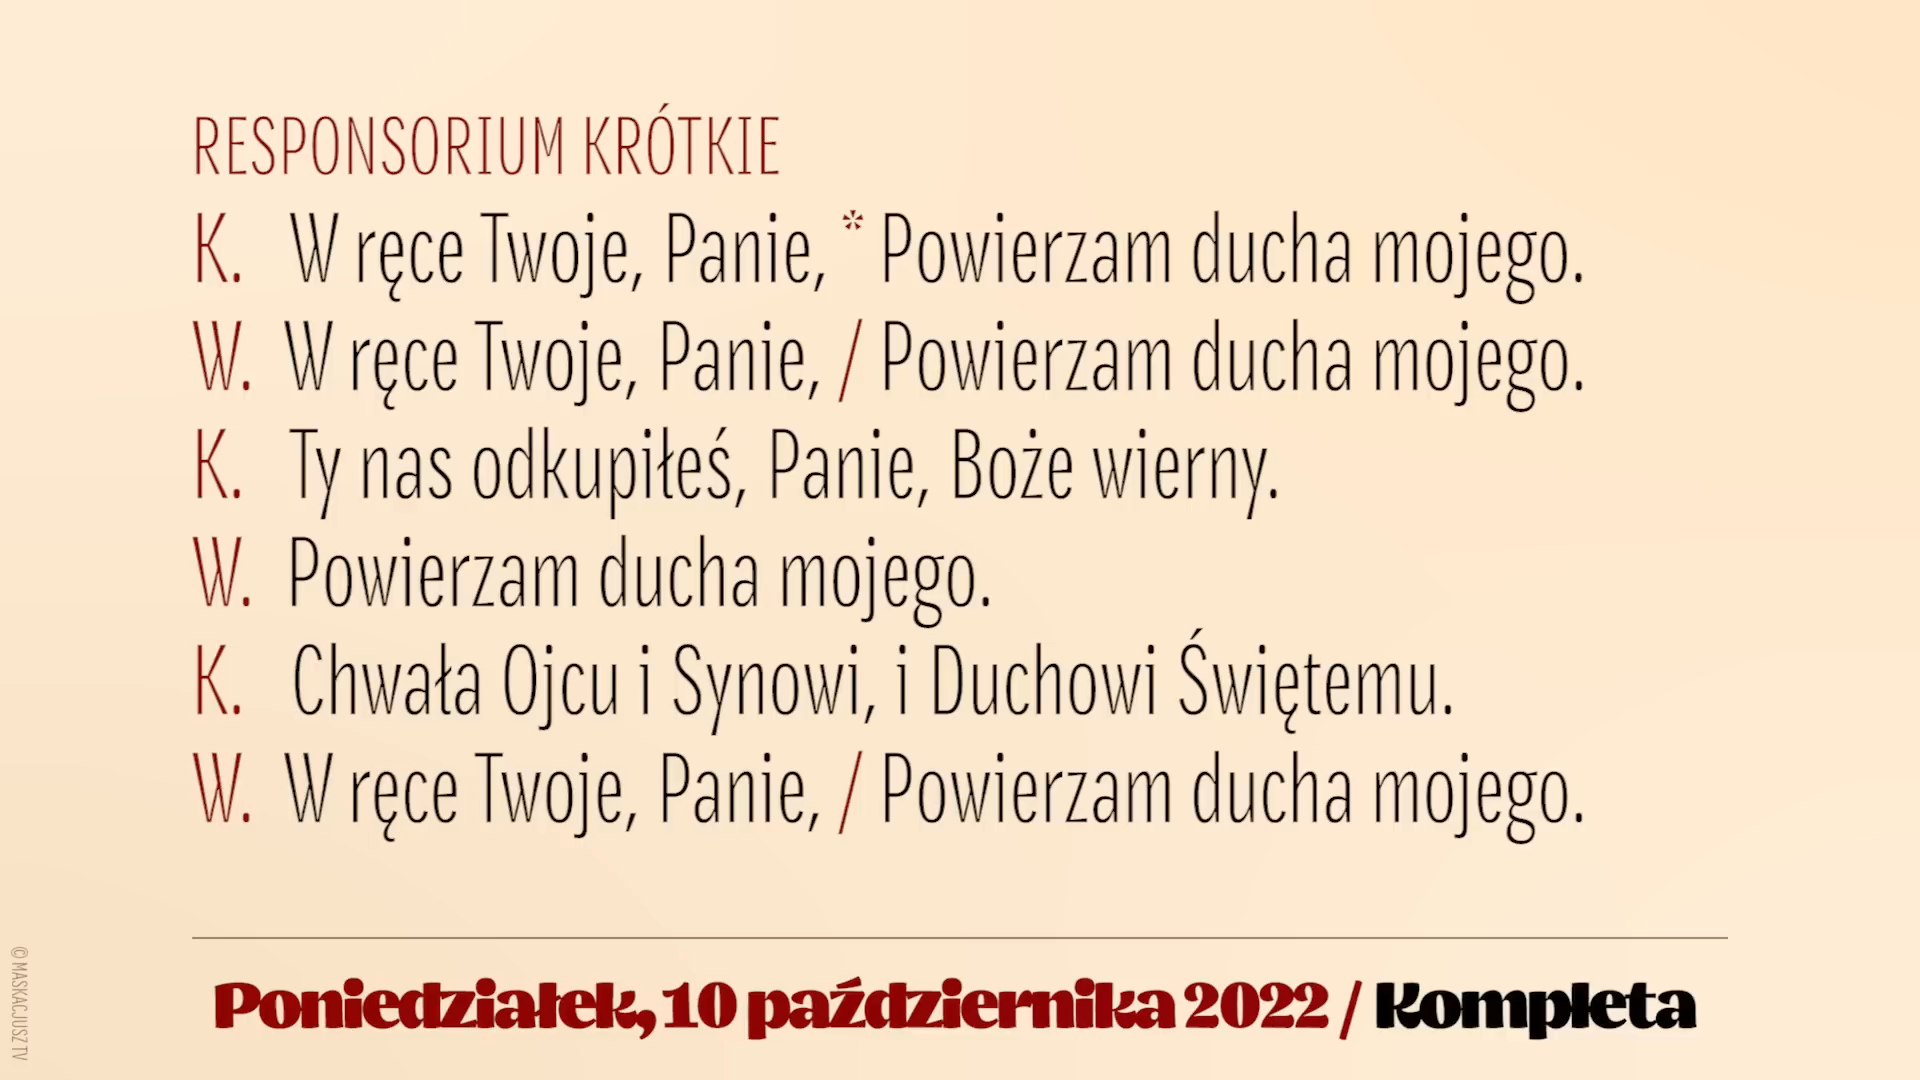 RESPONSORIUM KRÓTKIE
K. W ręce Twoje, Panie, * Powierzam ducha mojego.
W. W ręce Twoje, Panie, / Powierzam ducha mojego.
K. Ty nas odkupiłeś, Panie, Boże wierny.
W. Powierzam ducha mojego.
K. Chwała Ojcu i Synowi, i Duchowi Świętemu.
W. W ręce Twoje, Panie, / Powierzam ducha mojego.
Poniedziałek, 10 października 2022 / Kompleta
© MASKACJUSZ TV